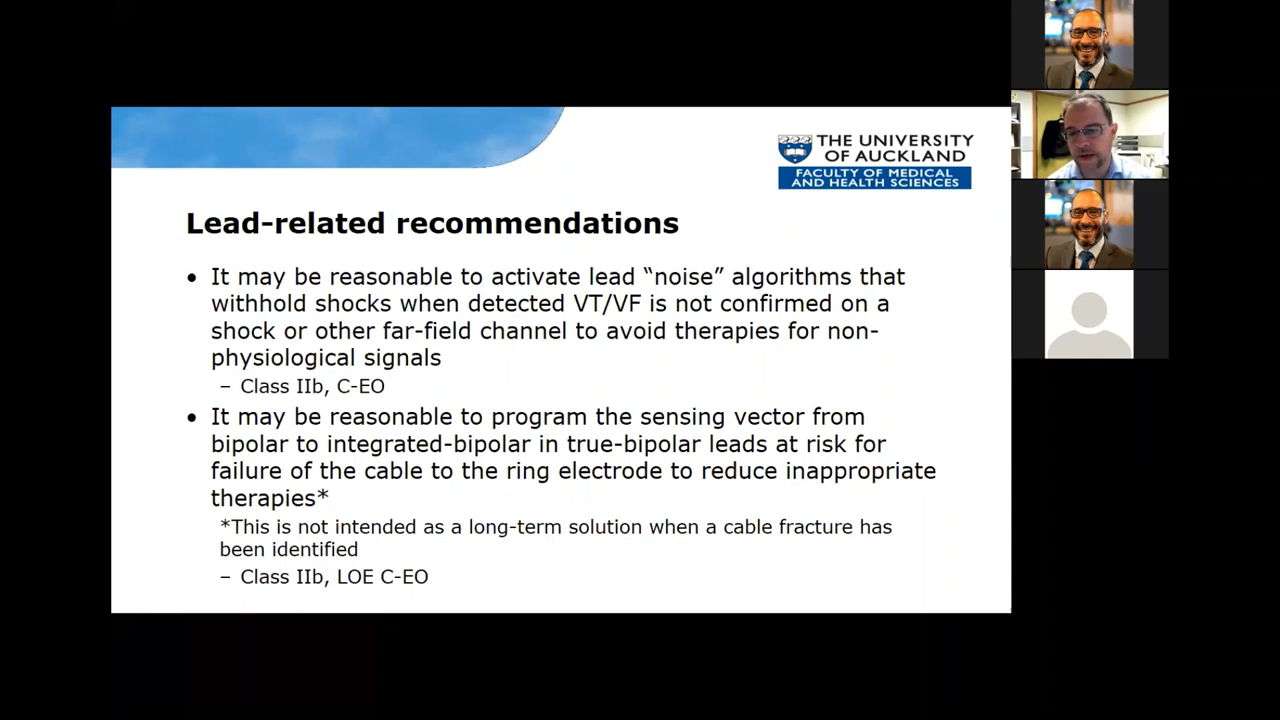 THE UNIVERSITY
OF AUCKLAND
FACULTY OF MEDICAL
AND HEALTH SCIENCES
Lead-related recommendations
• It may be reasonable to activate lead “noise” algorithms that
withhold shocks when detected VT/VF is not confirmed on a
shock or other far-field channel to avoid therapies for non-
physiological signals
– Class IIb, C-EO
• It may be reasonable to program the sensing vector from
bipolar to integrated-bipolar in true-bipolar leads at risk for
failure of the cable to the ring electrode to reduce inappropriate
therapies*
*This is not intended as a long-term solution when a cable fracture has
been identified
– Class IIb, LOE C-EO